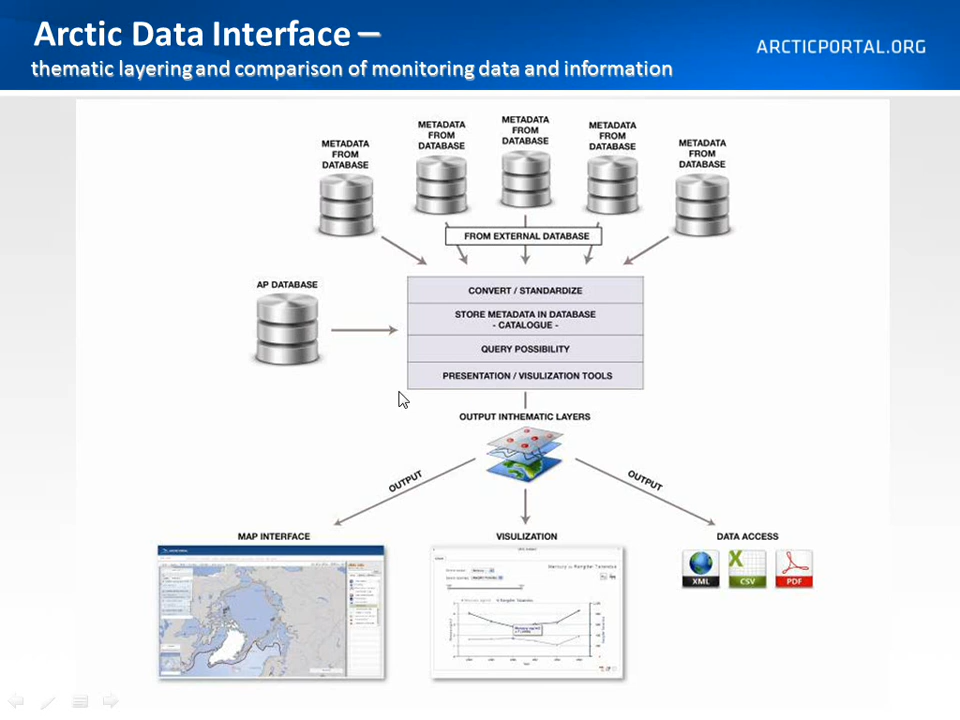 Arctic Data Interface –
thematic layering and comparison of monitoring data and information
ARCTICPORTAL.ORG
METADATA
FROM
DATABASE
METADATA
FROM
DATABASE
METADATA
FROM
DATABASE
METADATA
FROM
DATABASE
METADATA
FROM
DATABASE
FROM EXTERNAL DATABASE
AP DATABASE
CONVERT / STANDARDIZE
STORE METADATA IN DATABASE
- CATALOGUE -
QUERY POSSIBILITY
PRESENTATION / VISULIZATION TOOLS
OUTPUT INTHEMATIC LAYERS
OUTPUT
OUTPUT
MAP INTERFACE
VISULIZATION
DATA ACCESS
XML
CSV
PDF